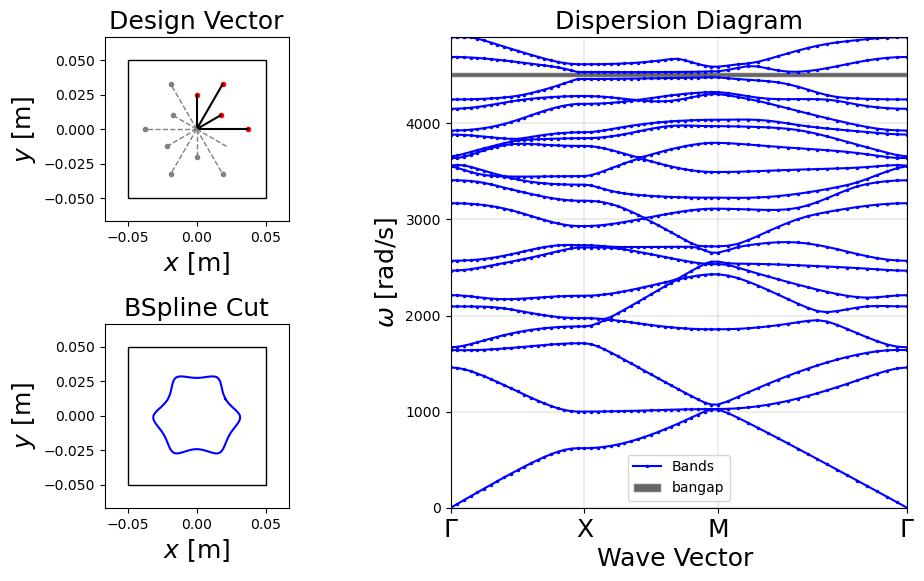 Design Vector
0.050
0.025
0.000
−0.025
−0.050
y [m]
−0.05
0.00
0.05
x [m]
BSpline Cut
0.050
0.025
0.000
−0.025
−0.050
y [m]
−0.05
0.00
0.05
x [m]
Dispersion Diagram
4000
3000
2000
1000
0
ω [rad/s]
Bands
bangap
Γ
X
M
Γ
Wave Vector